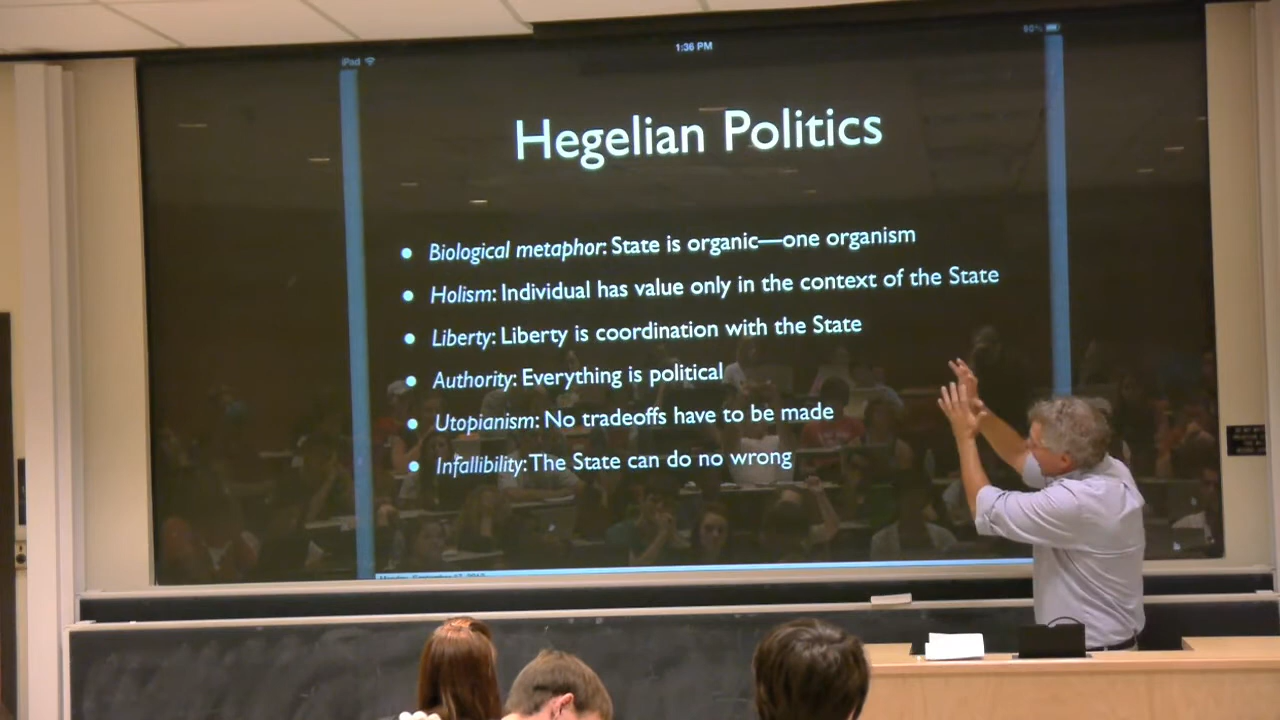 iPad
1:36 PM
Hegelian Politics
• Biological metaphor: State is organic—one organism
• Holism: Individual has value only in the context of the State
• Liberty: Liberty is coordination with the State
• Authority: Everything is political
• Utopianism: No tradeoffs have to be made
• Infallibility: The State can do no wrong